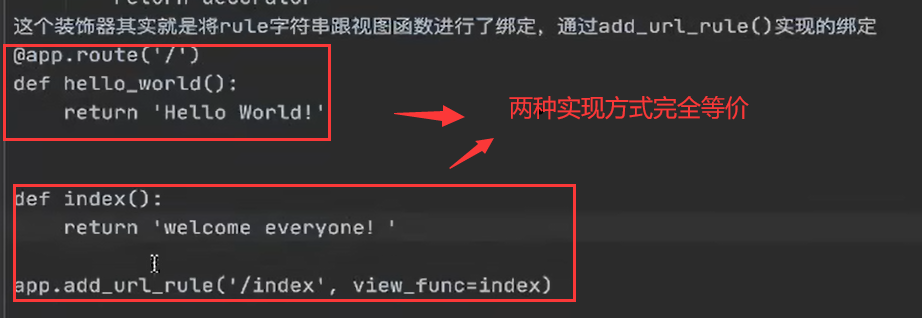 return decorator
这个装饰器其实就是将rule字符串跟视图函数进行了绑定，通过add_url_rule()实现的绑定
@app.route('/')
def hello_world():
    return 'Hello World!'
两种实现方式完全等价
def index():
    return 'welcome everyone! '
app.add_url_rule('/index', view_func=index)